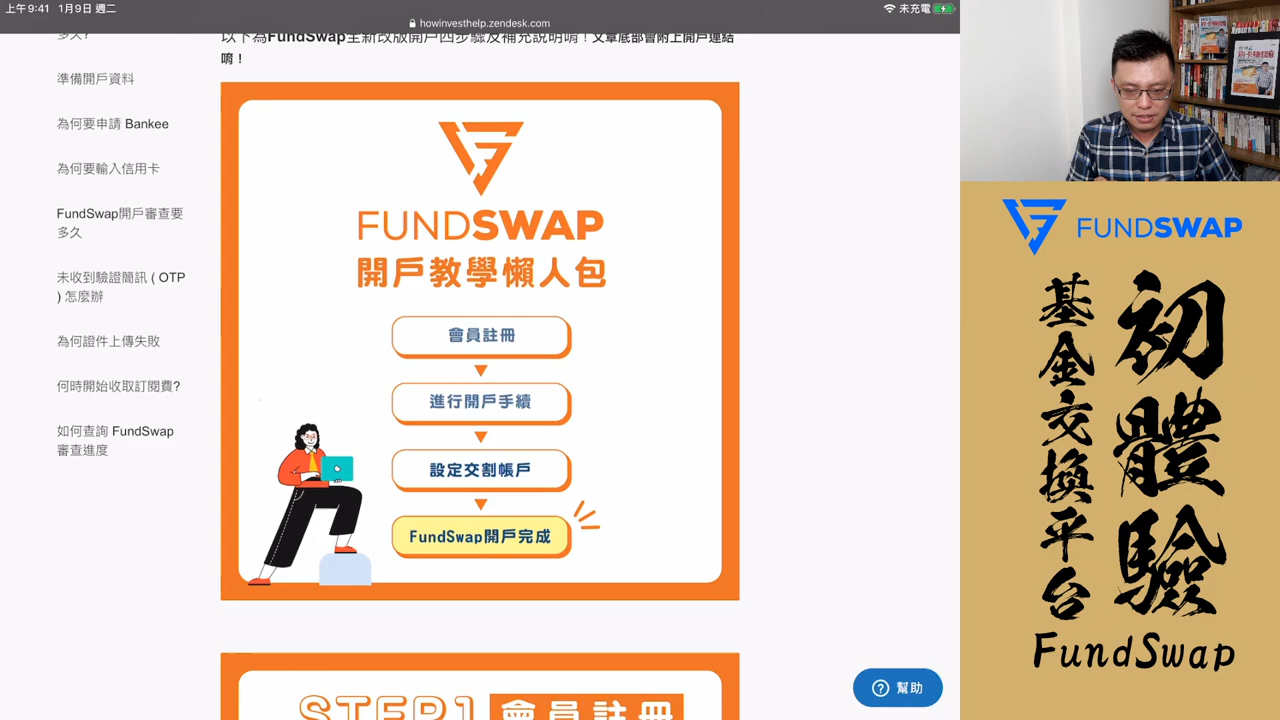 上午9:41 1月9日 週二
未充電
howinvesthelp.zendesk.com
多久?
準備開戶資料
為何要申請 Bankee
為何要輸入信用卡
FundSwap開戶審查要
多久
未收到驗證簡訊 ( OTP
) 怎麼辦
為何證件上傳失敗
何時開始收取訂閱費?
如何查詢 FundSwap
審查進度
以下為FundSwap全新改版開戶四步驟及補充說明唷！文章底部會附上開戶連結
唷！
FUNDSWAP
開戶教學懶人包
會員註冊
進行開戶手續
設定交割帳戶
FundSwap開戶完成
STEP1 會員註冊
幫助
FUNDSWAP
初體驗
基金交換平台
FundSwap